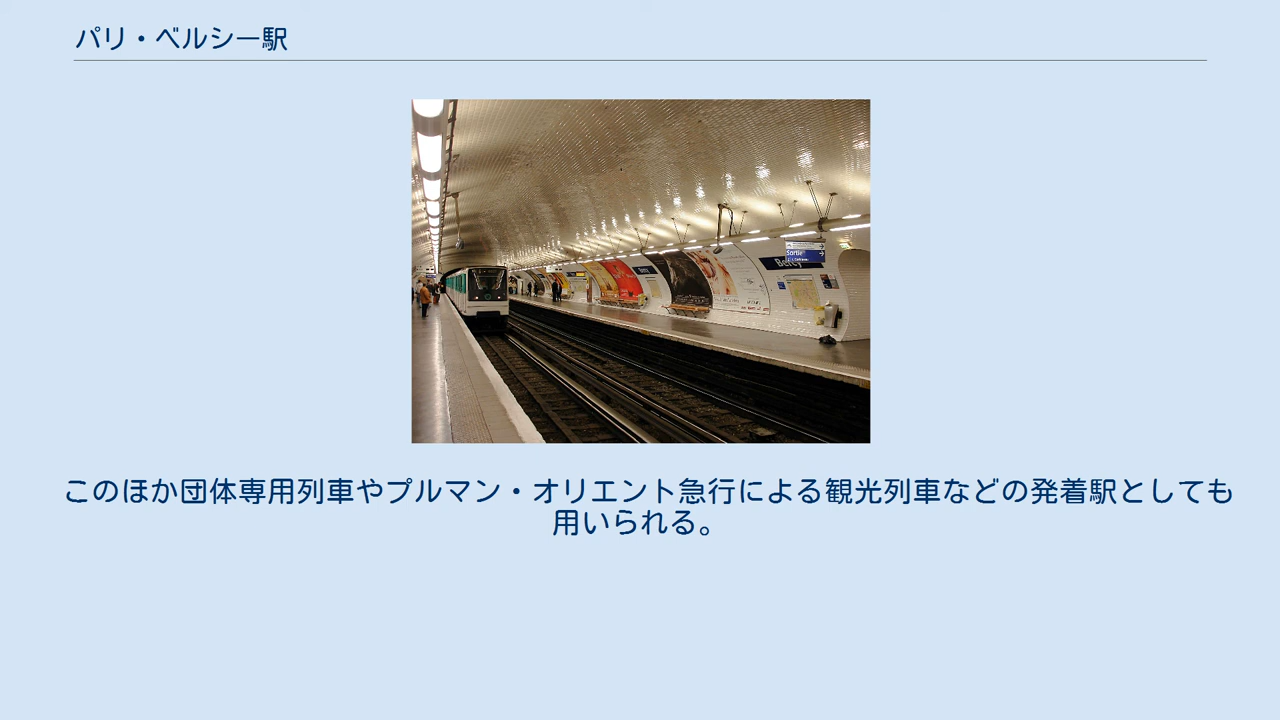 パリ・ベルシー駅
Sortie
Bercy
このほか団体専用列車やプルマン・オリエント急行による観光列車などの発着駅としても
用いられる。